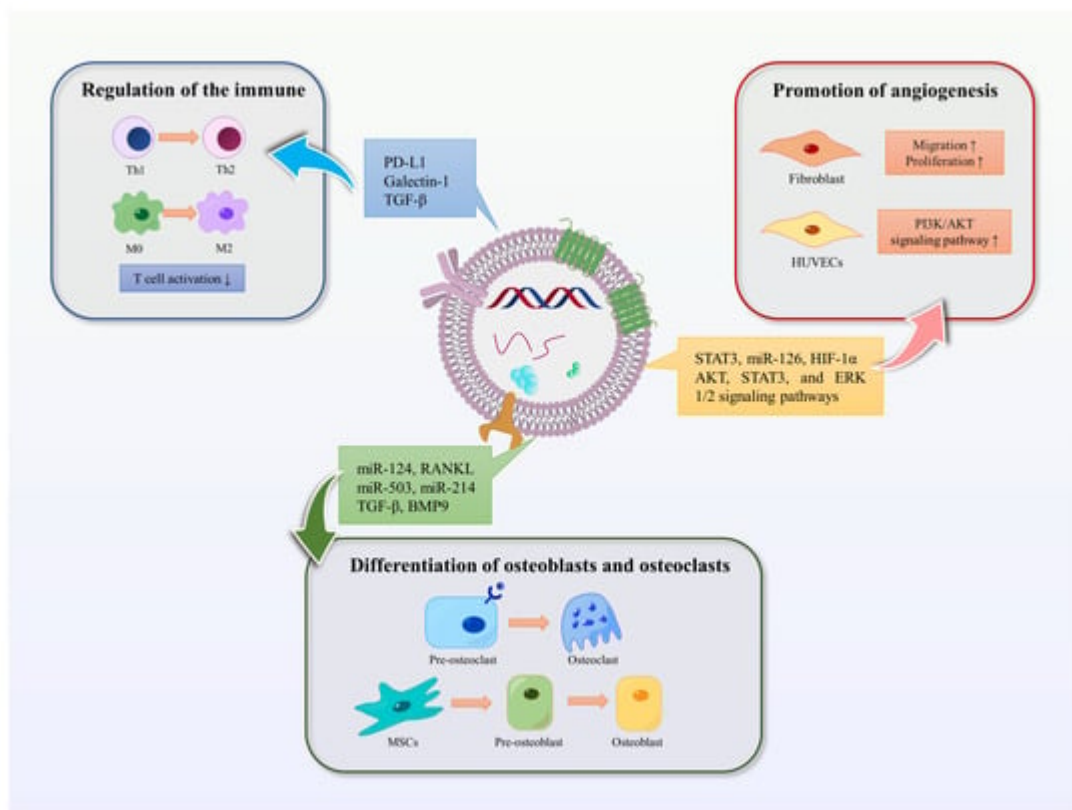 Regulation of the immune
Th1
Th2
M0
M2
T cell activation ↓
PD-L1
Galectin-1
TGF-β
Promotion of angiogenesis
Fibroblast
Migration ↑
Proliferation ↑
HUVECs
PI3K/AKT
signaling pathway ↑
STAT3, miR-126, HIF-1α
AKT, STAT3, and ERK
1/2 signaling pathways
miR-124, RANKL
miR-503, miR-214
TGF-β, BMP9
Differentiation of osteoblasts and osteoclasts
Pre-osteoclast
Osteoclast
MSCs
Pre-osteoblast
Osteoblast